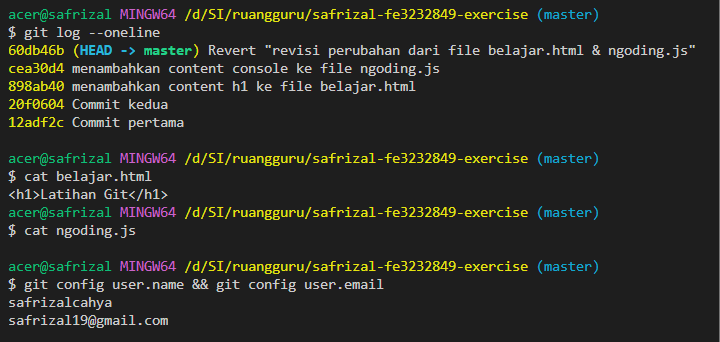 acer@safrizal MINGW64 /d/SI/ruangguru/safrizal-fe3232849-exercise (master)
$ git log --oneline
60db46b (HEAD -> master) Revert "revisi perubahan dari file belajar.html & ngoding.js"
cea30d4 menambahkan content console ke file ngoding.js
898ab40 menambahkan content h1 ke file belajar.html
20f0604 Commit kedua
12adf2c Commit pertama
acer@safrizal MINGW64 /d/SI/ruangguru/safrizal-fe3232849-exercise (master)
$ cat belajar.html
<h1>Latihan Git</h1>
acer@safrizal MINGW64 /d/SI/ruangguru/safrizal-fe3232849-exercise (master)
$ cat ngoding.js
acer@safrizal MINGW64 /d/SI/ruangguru/safrizal-fe3232849-exercise (master)
$ git config user.name && git config user.email
safrizalcahya
safrizal19@gmail.com